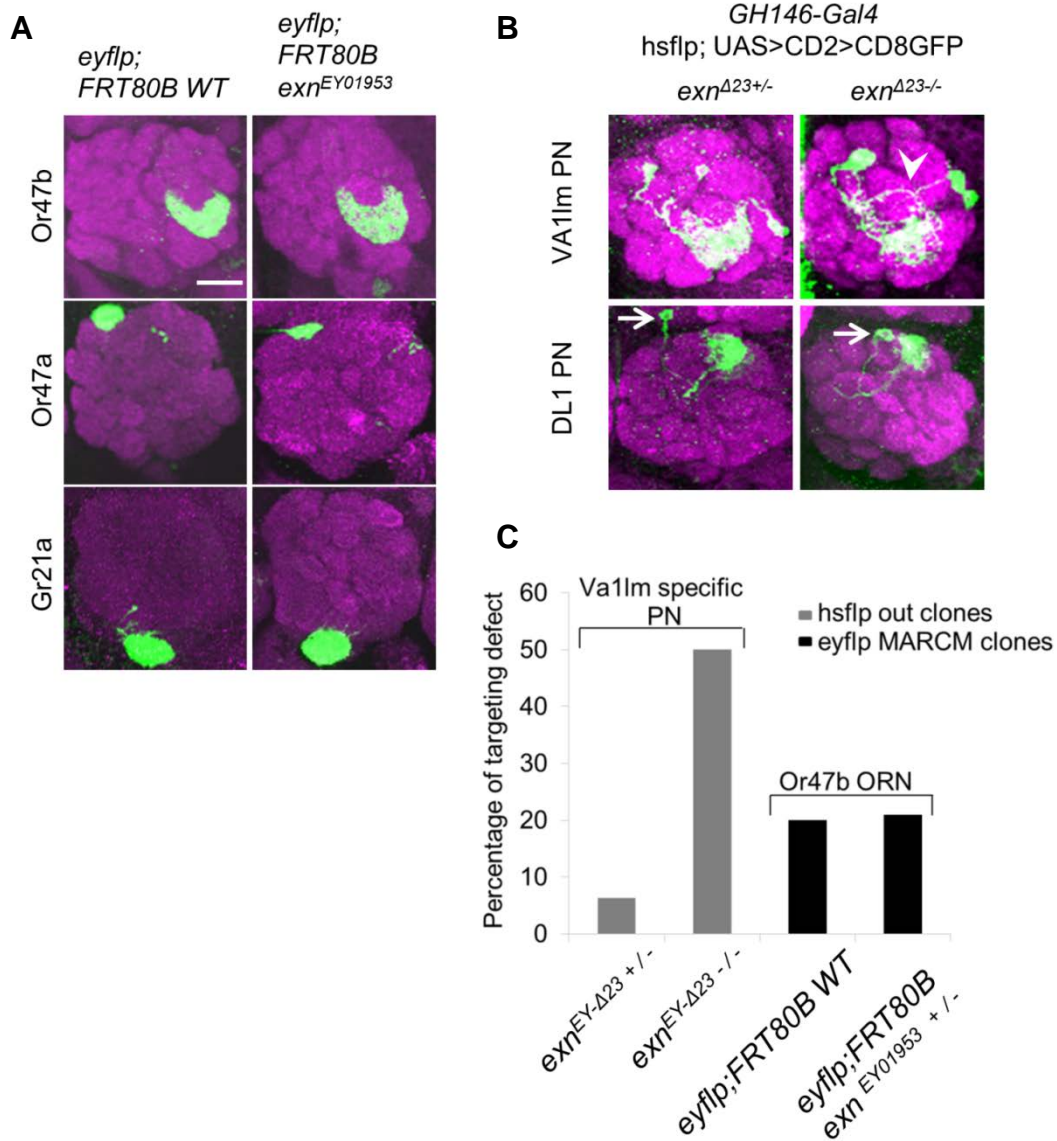 A
eyflp;
FRT80B WT
eyflp;
FRT80B
exn^EY01953
Or47b
Or47a
Gr21a
B
GH146-Gal4
hsflp; UAS>CD2>CD8GFP
exn^Δ23+/-
exn^Δ23-/-
VA1lm PN
DL1 PN
C
Percentage of targeting defect
60
50
40
30
20
10
0
Va1lm specific
PN
hsflp out clones
eyflp MARCM clones
Or47b ORN
exn^EY-Δ23 +/-
exn^EY-Δ23 -/-
eyflp;FRT80B WT
eyflp;FRT80B
exn^EY01953 +/-